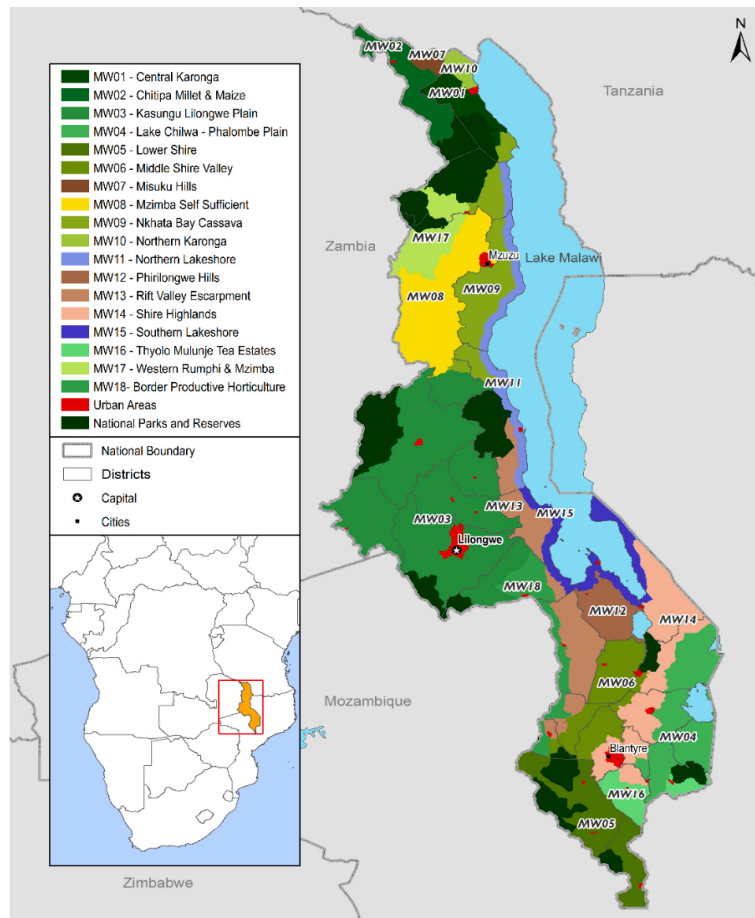 MW01 - Central Karonga
MW02 - Chitipa Millet & Maize
MW03 - Kasungu Lilongwe Plain
MW04 - Lake Chilwa - Phalombe Plain
MW05 - Lower Shire
MW06 - Middle Shire Valley
MW07 - Misuku Hills
MW08 - Mzimba Self Sufficient
MW09 - Nkhata Bay Cassava
MW10 - Northern Karonga
MW11 - Northern Lakeshore
MW12 - Phirilongwe Hills
MW13 - Rift Valley Escarpment
MW14 - Shire Highlands
MW15 - Southern Lakeshore
MW16 - Thyolo Mulunje Tea Estates
MW17 - Western Rumphi & Mzimba
MW18- Border Productive Horticulture
Urban Areas
National Parks and Reserves
National Boundary
Districts
Capital
Cities
N
MW02
MW07
MW10
MW01
Tanzania
Zambia
MW17
Mzuzu
Lake Malawi
MW08
MW09
MW11
MW13
MW15
MW03
Lilongwe
MW18
MW12
MW14
MW06
Mozambique
MW04
Blantyre
MW16
MW05
Zimbabwe